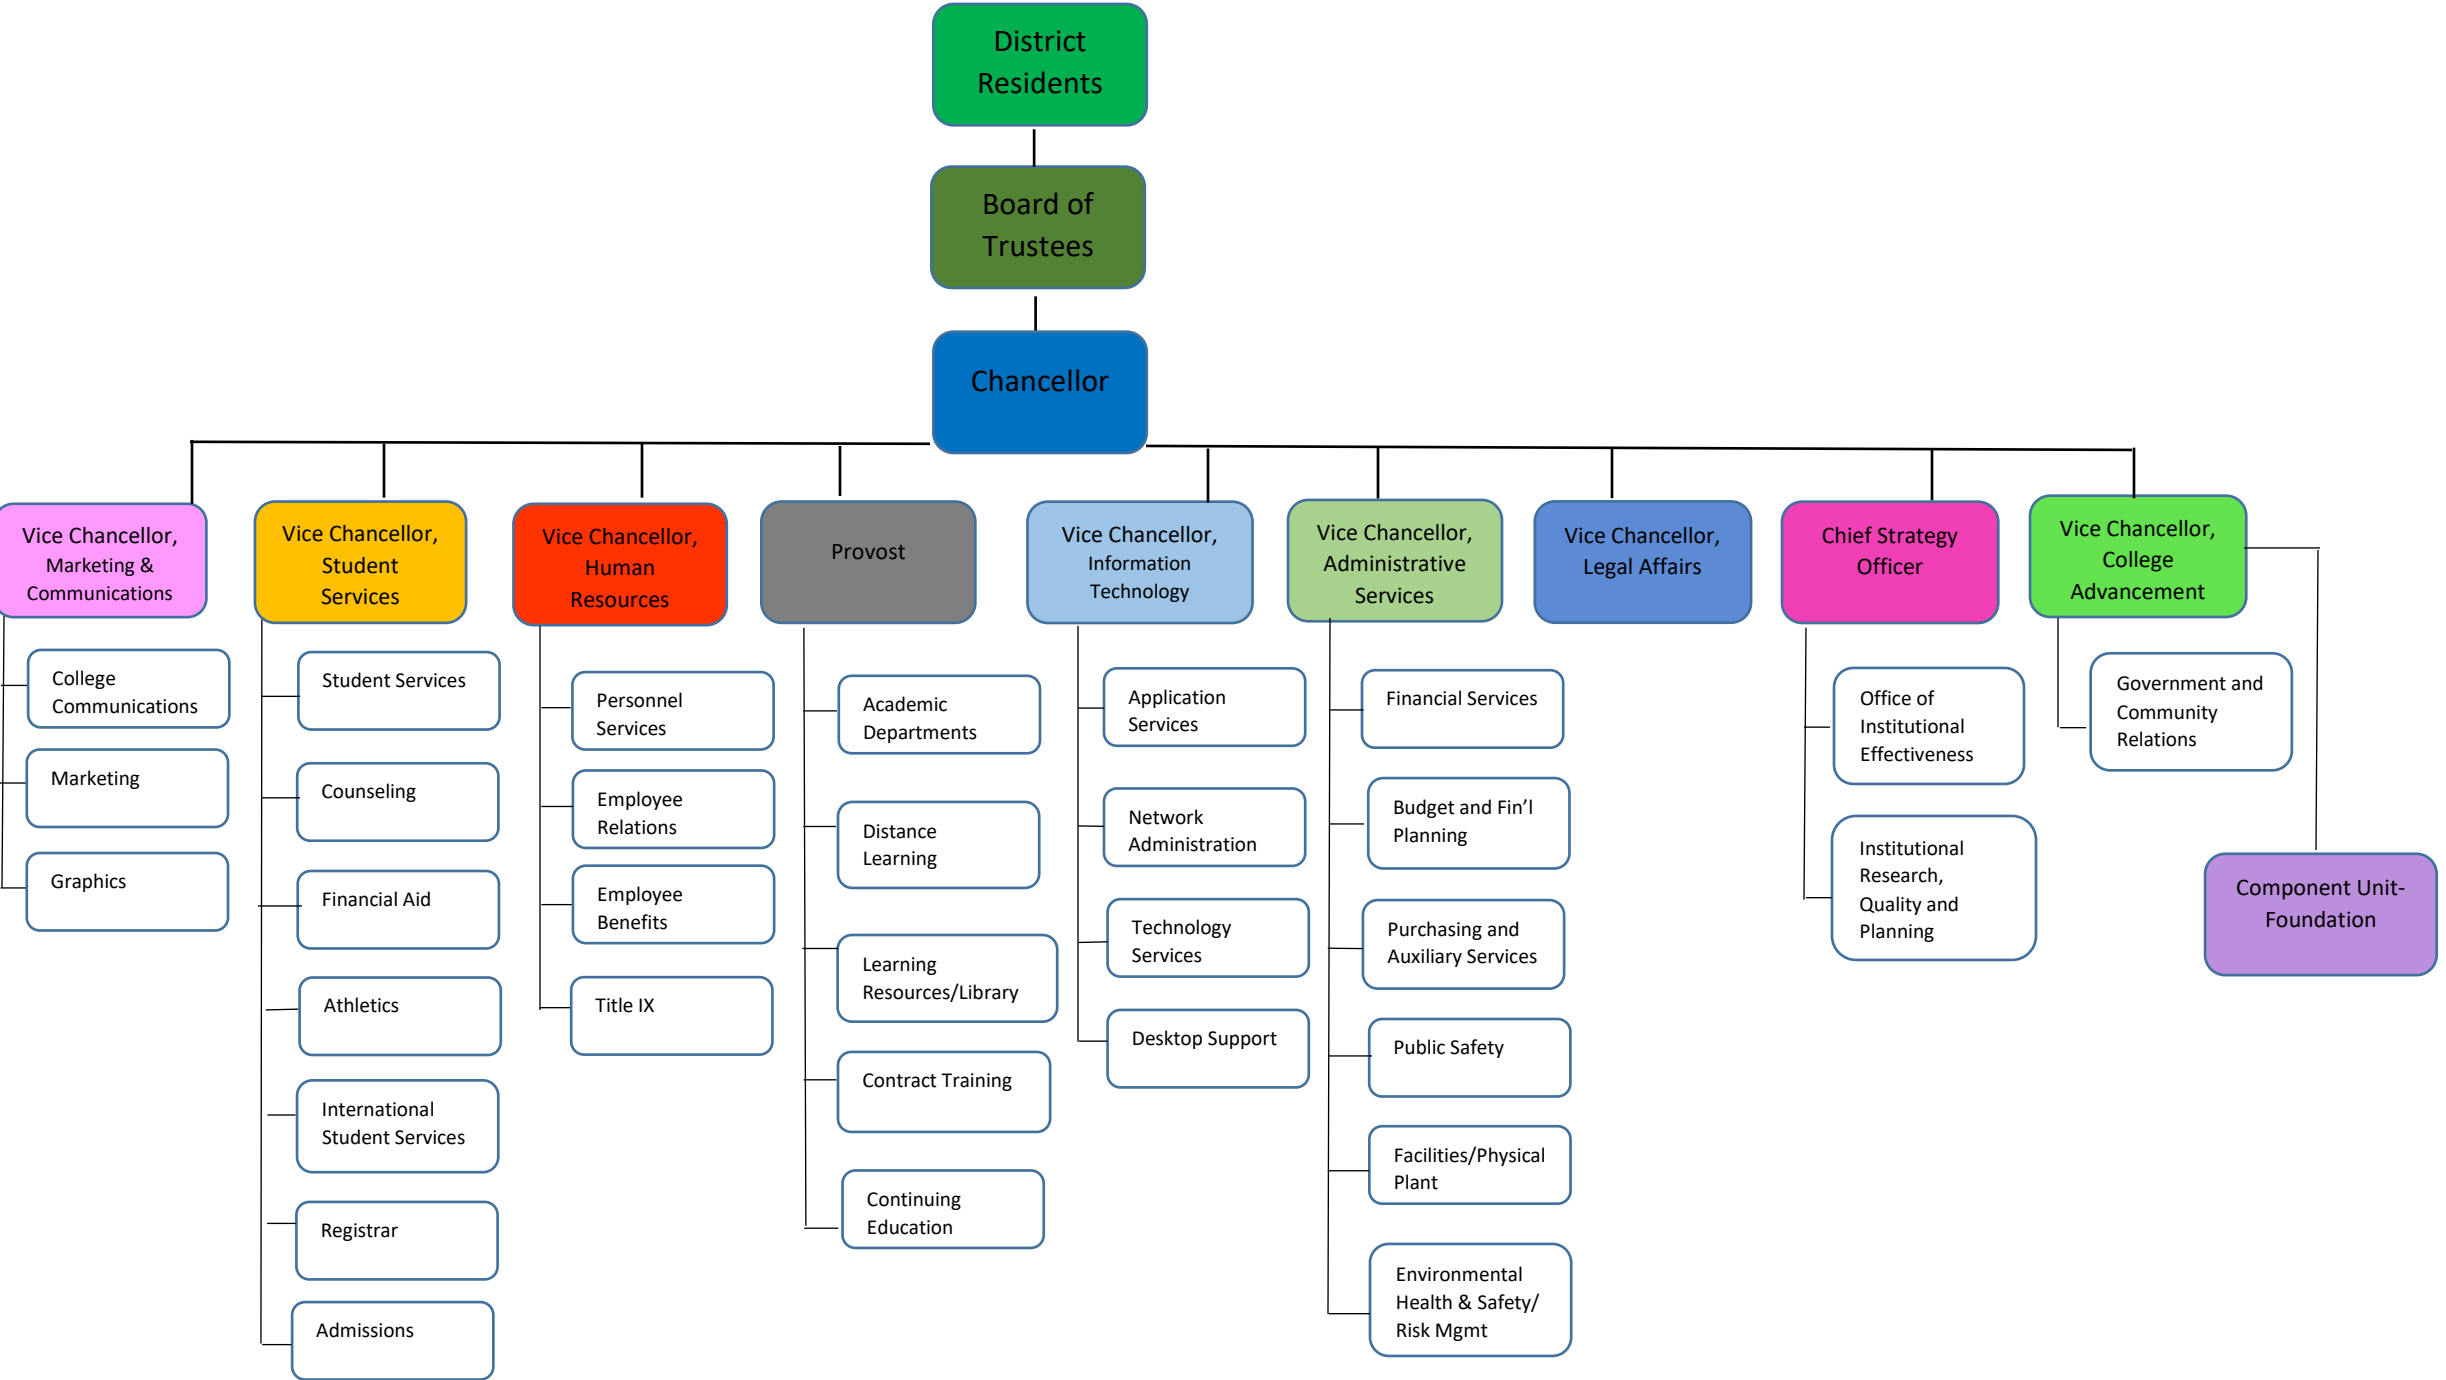 District
Residents
Board of
Trustees
Chancellor
Vice Chancellor,
Marketing &
Communications
College
Communications
Marketing
Graphics
Vice Chancellor,
Student
Services
Student Services
Counseling
Financial Aid
Athletics
International
Student Services
Registrar
Admissions
Vice Chancellor,
Human
Resources
Personnel
Services
Employee
Relations
Employee
Benefits
Title IX
Provost
Academic
Departments
Distance
Learning
Learning
Resources/Library
Contract Training
Continuing
Education
Vice Chancellor,
Information
Technology
Application
Services
Network
Administration
Technology
Services
Desktop Support
Vice Chancellor,
Administrative
Services
Financial Services
Budget and Fin’l
Planning
Purchasing and
Auxiliary Services
Public Safety
Facilities/Physical
Plant
Environmental
Health & Safety/
Risk Mgmt
Vice Chancellor,
Legal Affairs
Chief Strategy
Officer
Office of
Institutional
Effectiveness
Institutional
Research,
Quality and
Planning
Vice Chancellor,
College
Advancement
Government and
Community
Relations
Component Unit-
Foundation